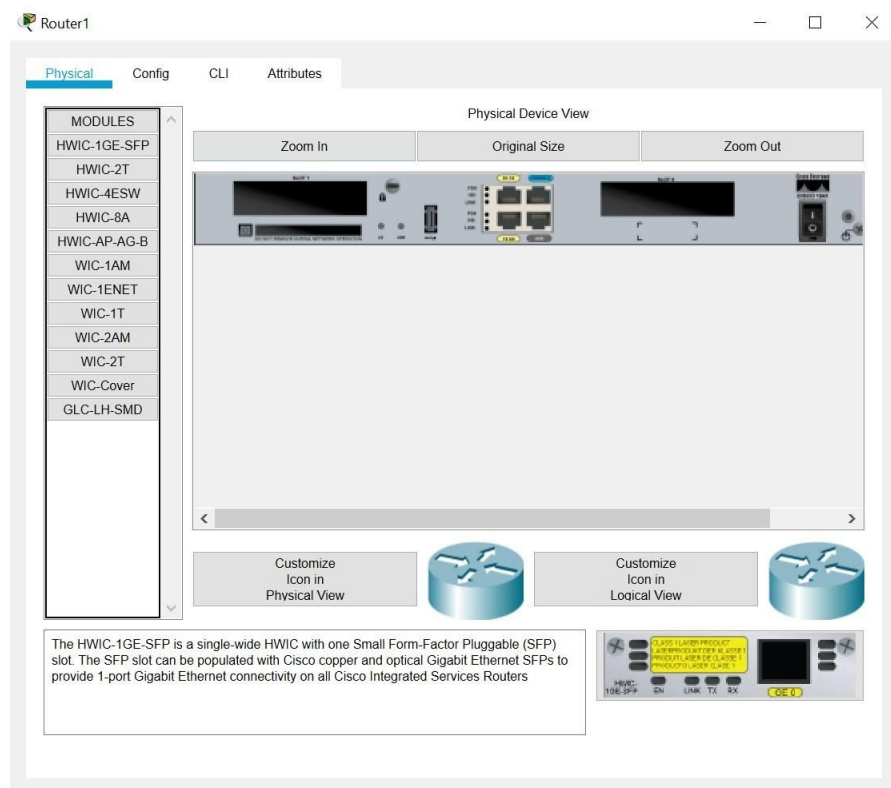 Router1
Physical Config CLI Attributes
MODULES
HWIC-1GE-SFP
HWIC-2T
HWIC-4ESW
HWIC-8A
HWIC-AP-AG-B
WIC-1AM
WIC-1ENET
WIC-1T
WIC-2AM
WIC-2T
WIC-Cover
GLC-LH-SMD
Physical Device View
Zoom In Original Size Zoom Out
Customize
Icon in
Physical View
Customize
Icon in
Logical View
The HWIC-1GE-SFP is a single-wide HWIC with one Small Form-Factor Pluggable (SFP)
slot. The SFP slot can be populated with Cisco copper and optical Gigabit Ethernet SFPs to
provide 1-port Gigabit Ethernet connectivity on all Cisco Integrated Services Routers
CLASS 1 LASER PRODUCT
HWIC-
1GE-SFP EN LINK TX RX GE 0